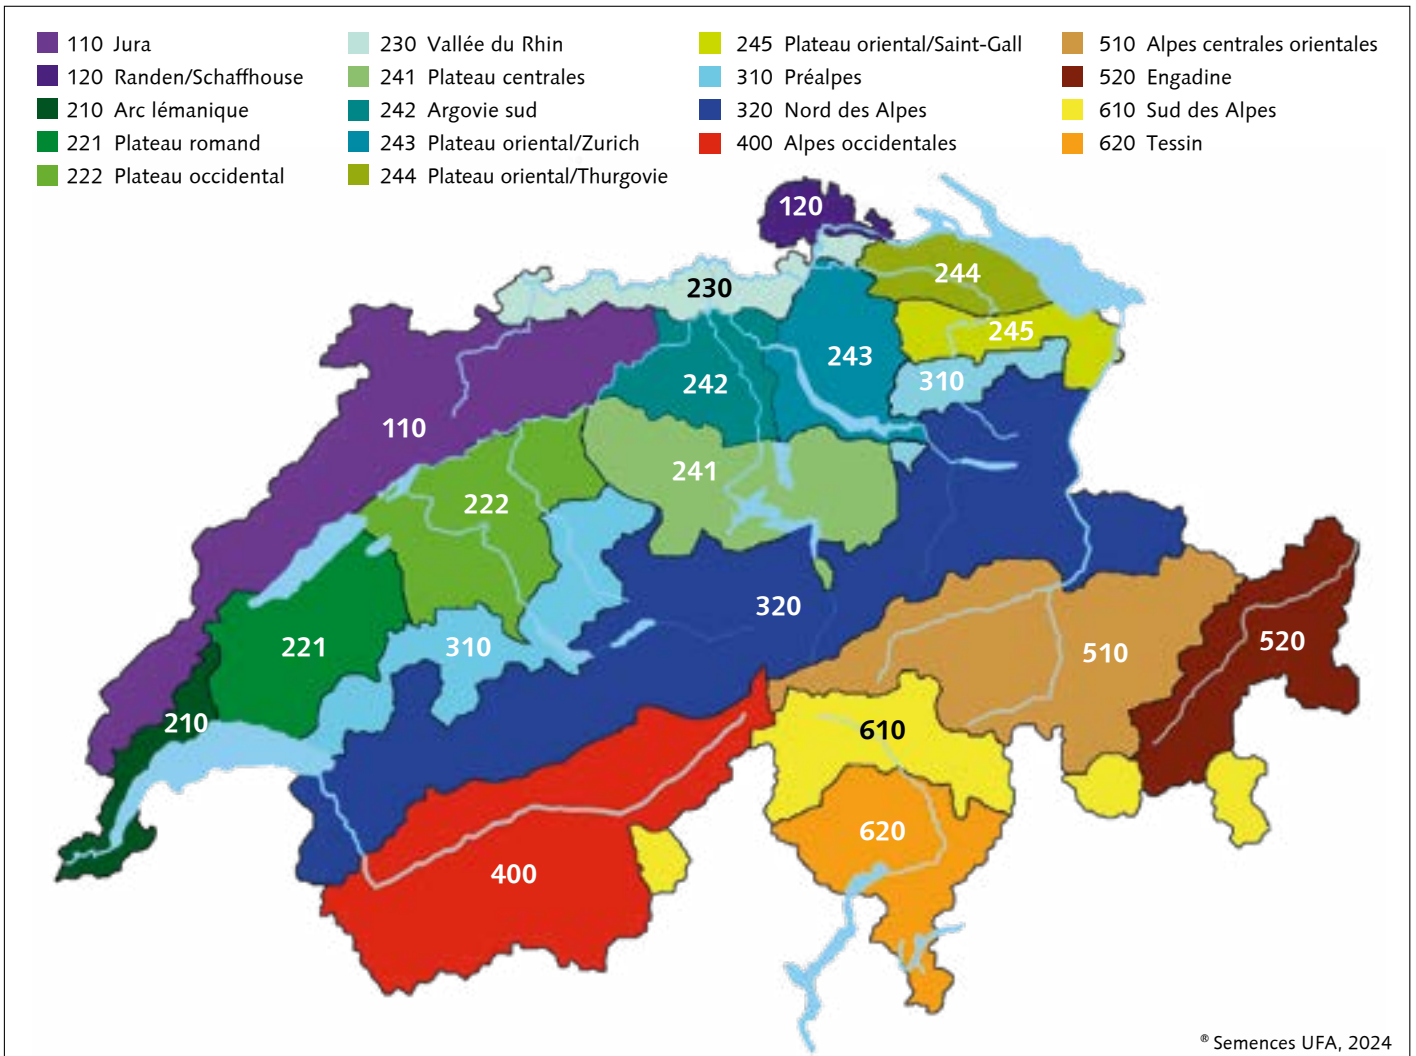 110 Jura
120 Randen/Schaffhouse
210 Arc lémanique
221 Plateau romand
222 Plateau occidental
230 Vallée du Rhin
241 Plateau centrales
242 Argovie sud
243 Plateau oriental/Zurich
244 Plateau oriental/Thurgovie
245 Plateau oriental/Saint-Gall
310 Préalpes
320 Nord des Alpes
400 Alpes occidentales
510 Alpes centrales orientales
520 Engadine
610 Sud des Alpes
620 Tessin
120
244
230
245
243
310
242
110
241
222
320
221
310
510
520
210
610
620
400
® Semences UFA, 2024